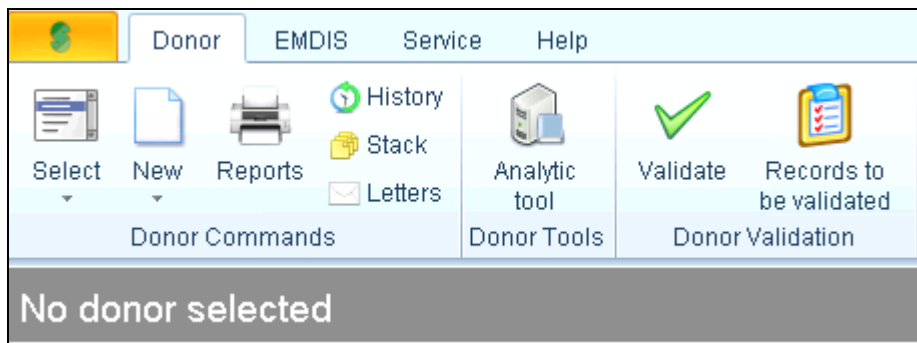 Donor EMDIS Service Help
History
Stack
Select New Reports Letters
Analytic
tool
Validate Records to
be validated
Donor Commands Donor Tools Donor Validation
No donor selected